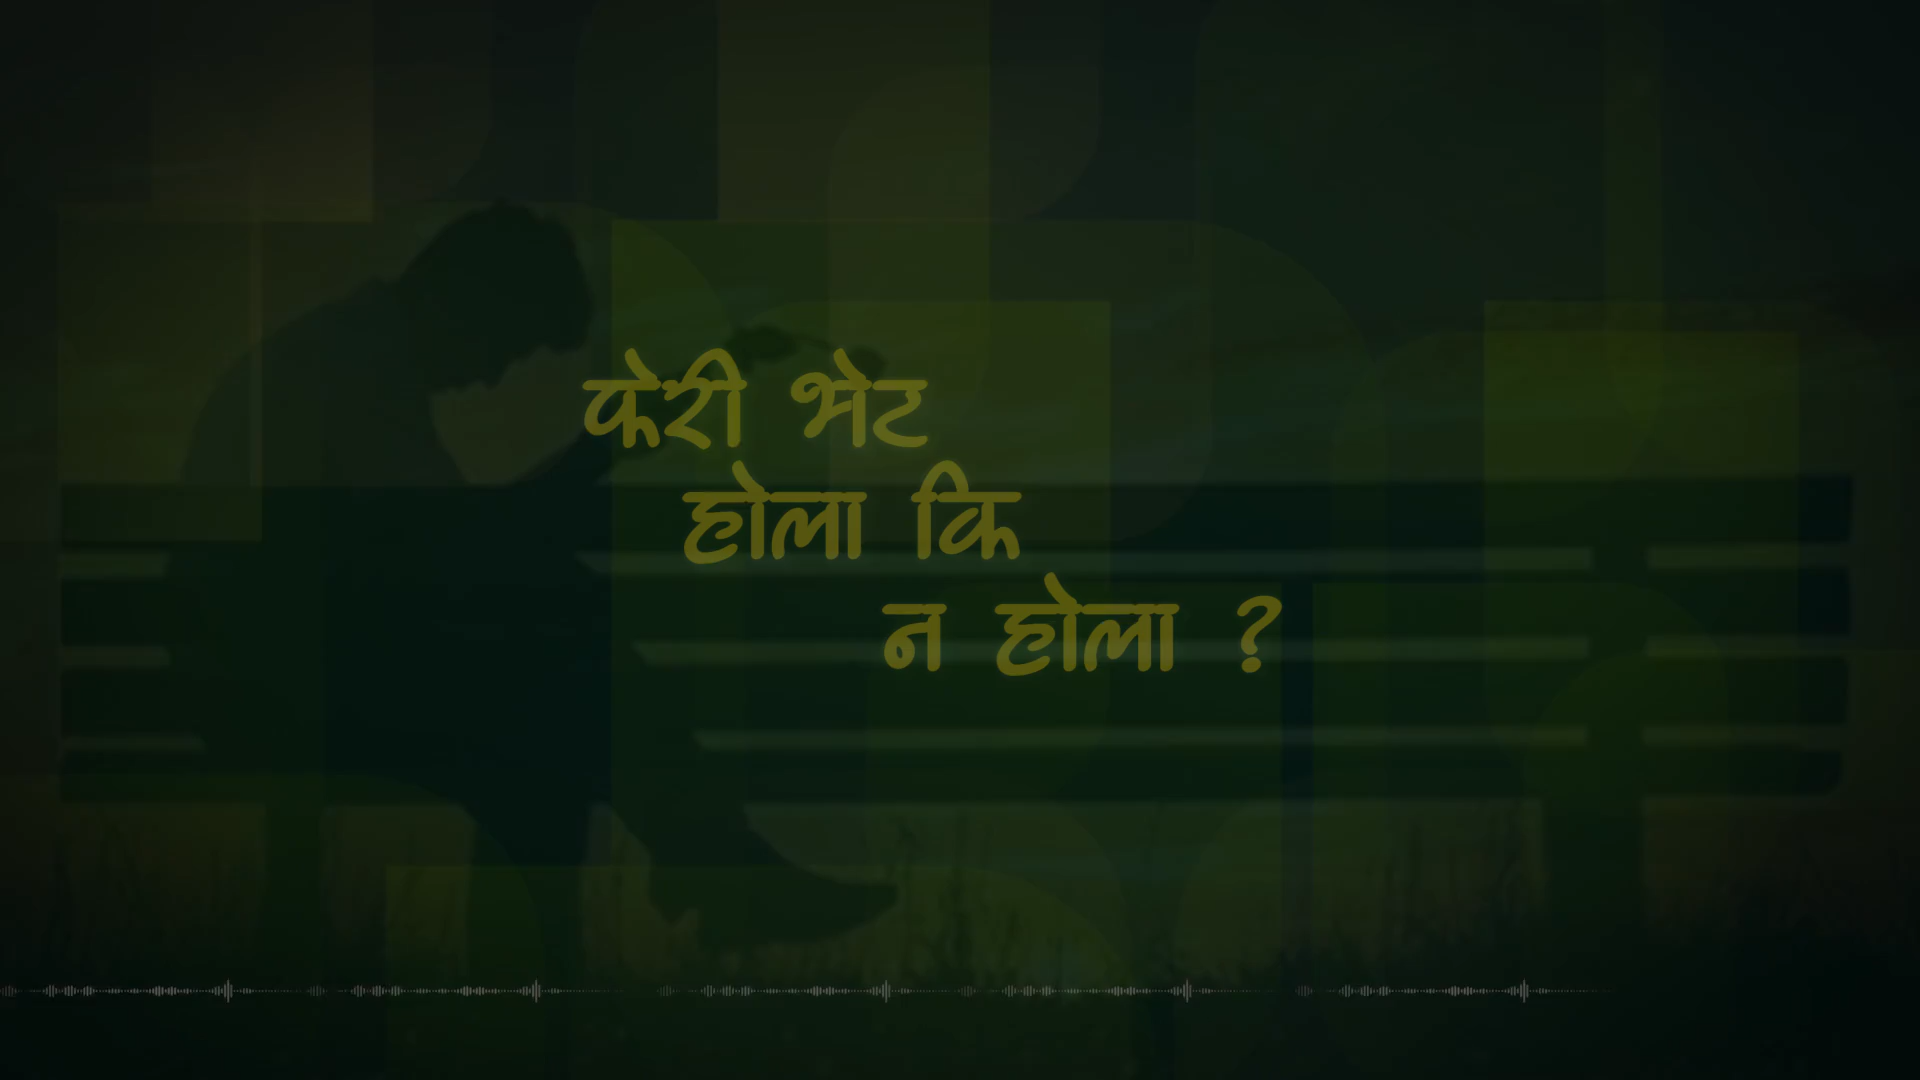 फेरी भेट
होला कि
न होला ?